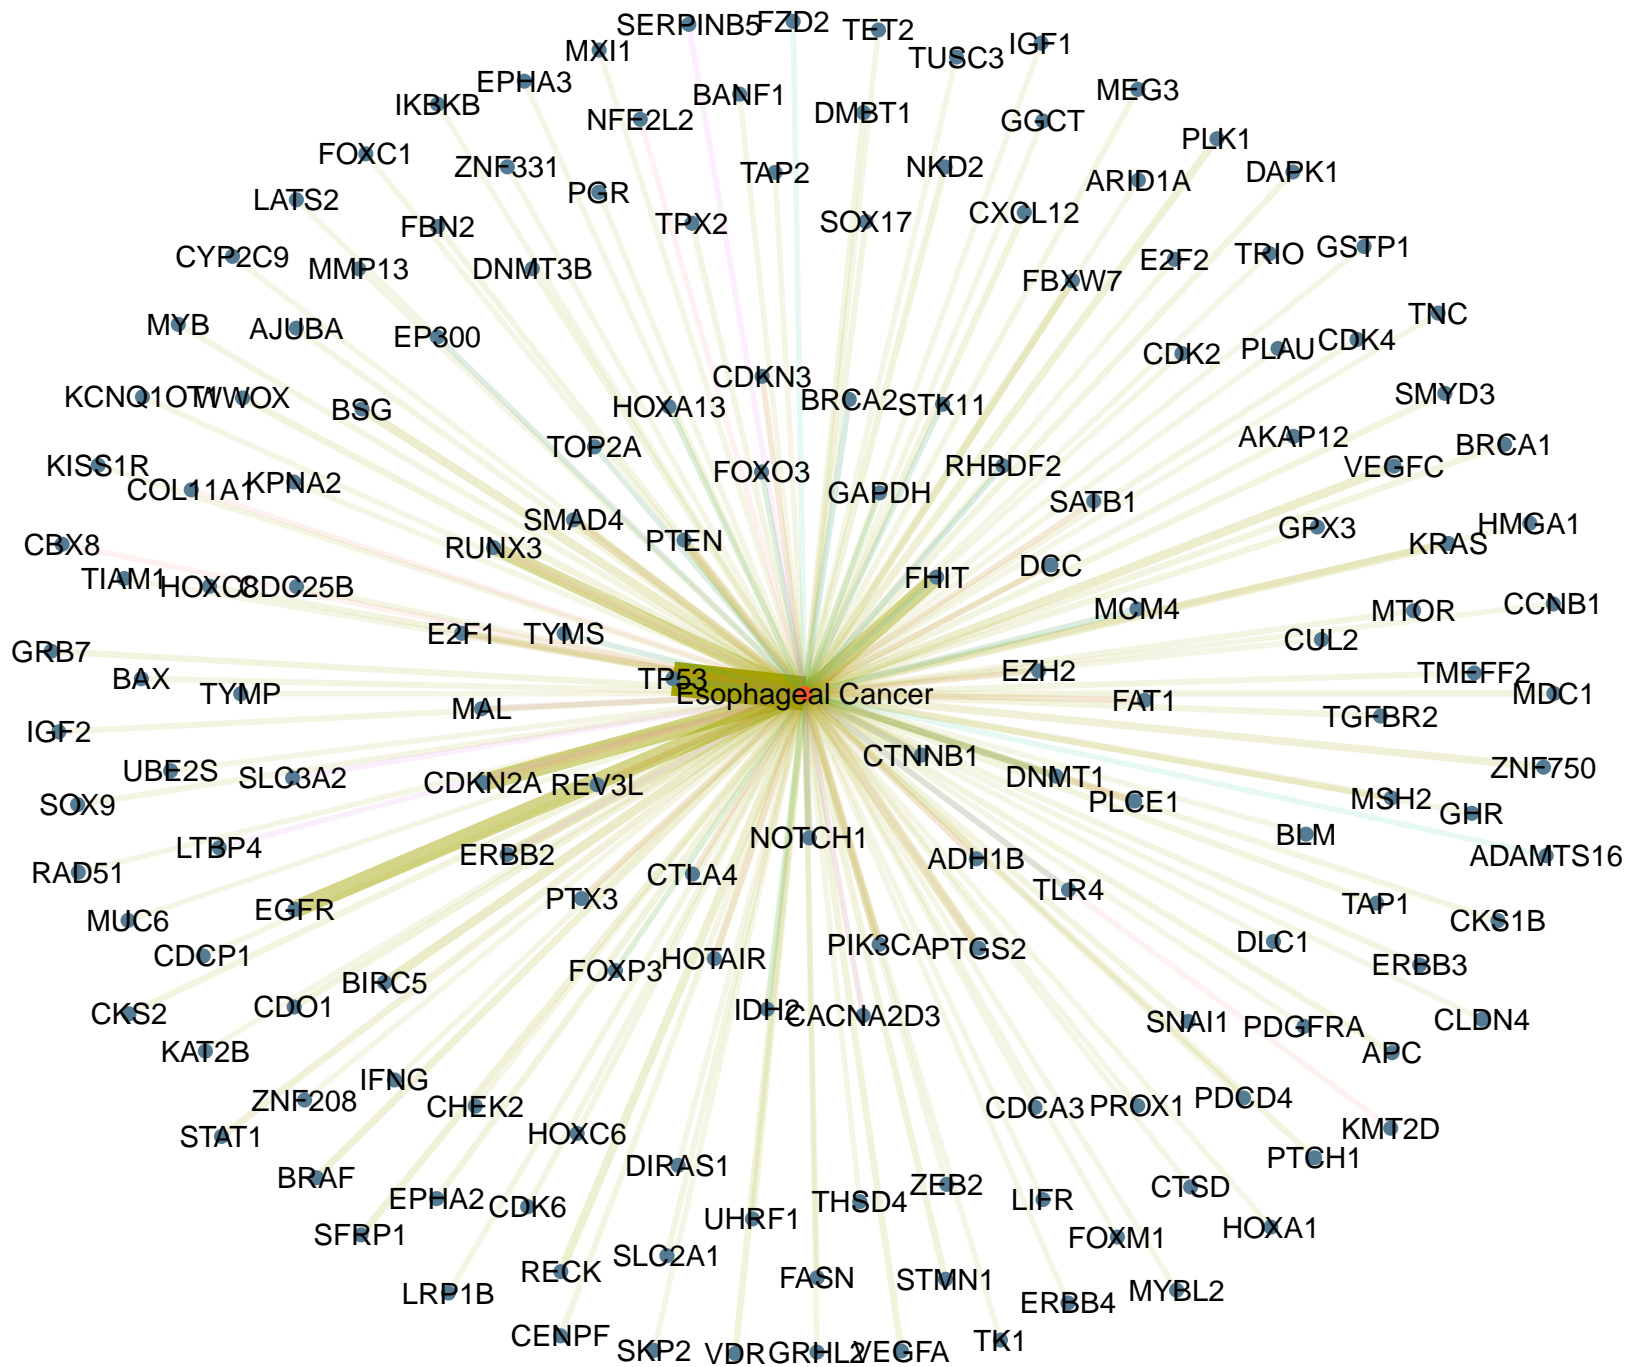 SERPINB5
FZD2
TET2
MXI1
TUSC3
IGF1
EPHA3
IKBKB
NFE2L2
BANF1
DMBT1
GGCT
MEG3
PLK1
FOXC1
ZNF331
PGR
TAP2
NKD2
ARID1A
DAPK1
LATS2
FBN2
TPX2
SOX17
CXCL12
CYP2C9
MMP13
DNMT3B
FBXW7
E2F2
TRIO
GSTP1
MYB
AJUBA
EP300
CDK2
PLAU
CDK4
TNC
KCNQ1OT1
WWOX
BSG
HOXA13
CDKN3
BRCA2
STK11
SMYD3
TOP2A
AKAP12
BRCA1
KISS1R
COL11A1
KPNA2
FOXO3
GAPDH
RHBDF2
SATB1
VEGFC
SMAD4
RUNX3
PTEN
GPX3
HMGA1
KRAS
CBX8
TIAM1
HOXC8
CDC25B
FHIT
DCC
MCM4
MTOR
CCNB1
E2F1
TYMS
CUL2
GRB7
BAX
TYMP
TP53
Esophageal Cancer
EZH2
TMEFF2
MDC1
MAL
FAT1
TGFBR2
IGF2
UBE2S
SLC3A2
CDKN2A
REV3L
CTNNB1
DNMT1
PLCE1
MSH2
ZNF750
SOX9
GHR
LTBP4
ERBB2
NOTCH1
ADH1B
BLM
ADAMTS16
RAD51
CTLA4
TLR4
MUC6
EGFR
PTX3
TAP1
CKS1B
CDCP1
BIRC5
FOXP3
HOTAIR
PIK3CA
PTGS2
DLC1
ERBB3
CKS2
CDO1
IDH2
CACNA2D3
SNAI1
PDGFRA
CLDN4
KAT2B
APC
ZNF208
IFNG
CHEK2
CDCA3
PROX1
PDCD4
STAT1
HOXC6
KMT2D
BRAF
DIRAS1
PTCH1
EPHA2
CDK6
THSD4
ZEB2
LIFR
CTSD
SFRP1
UHRF1
FOXM1
HOXA1
LRP1B
RECK
SLC2A1
FASN
STMN1
ERBB4
MYBL2
CENPF
SKP2
VDR
GRHL2
VEGFA
TK1